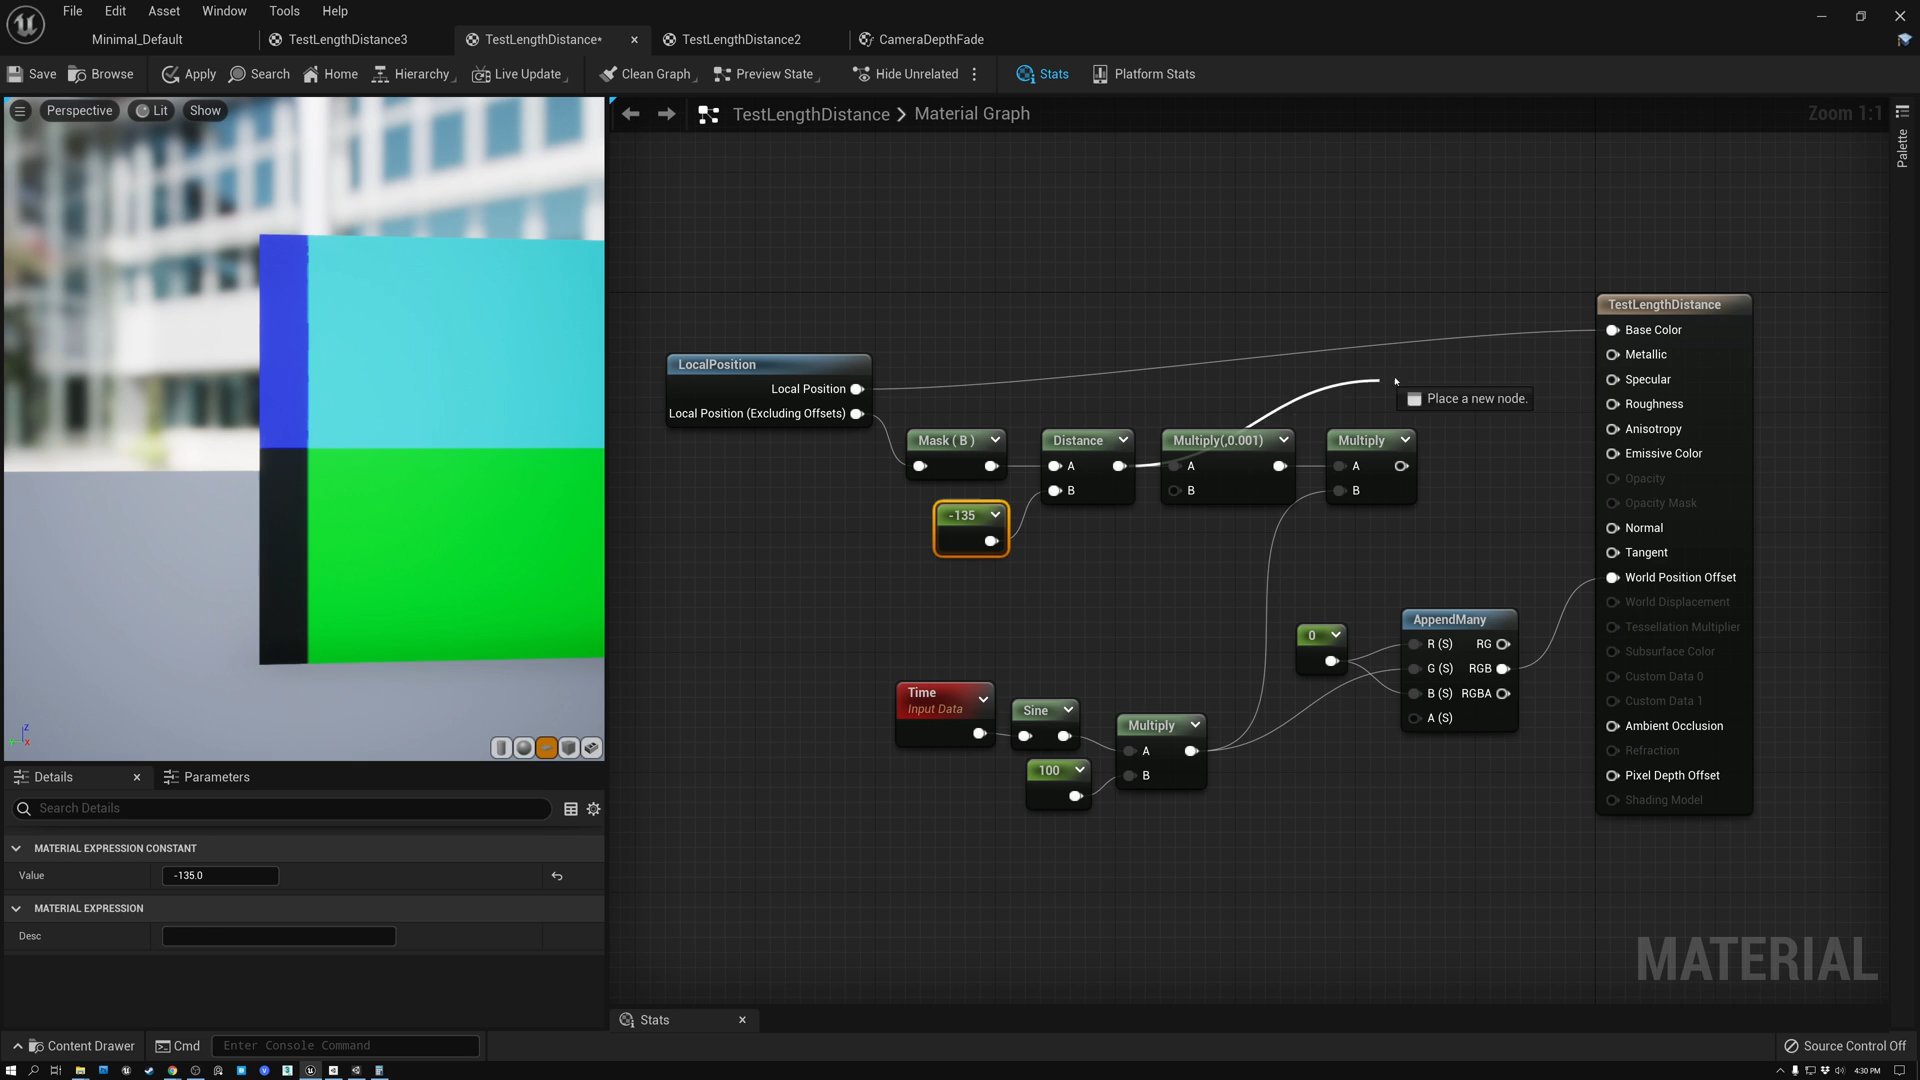 File Edit Asset Window Tools Help
Minimal_Default TestLengthDistance3 TestLengthDistance* TestLengthDistance2 CameraDepthFade
Save Browse Apply Search Home Hierarchy Live Update Clean Graph Preview State Hide Unrelated Stats Platform Stats
Perspective Lit Show
TestLengthDistance Material Graph
Zoom 1:1
Palette
TestLengthDistance
Base Color
Metallic
Specular
Roughness
Anisotropy
Emissive Color
Opacity
Opacity Mask
Normal
Tangent
World Position Offset
World Displacement
Tessellation Multiplier
Subsurface Color
Custom Data 0
Custom Data 1
Ambient Occlusion
Refraction
Pixel Depth Offset
Shading Model
LocalPosition
Local Position
Local Position (Excluding Offsets)
Place a new node.
Mask ( B )
Distance
A
B
Multiply(,0.001)
A
B
Multiply
A
B
-135
0
AppendMany
R (S) RG
G (S) RGB
B (S) RGBA
A (S)
Time
Input Data
Sine
Multiply
A
B
100
z
x
Details Parameters
Search Details
MATERIAL EXPRESSION CONSTANT
Value -135.0
MATERIAL EXPRESSION
Desc
MATERIAL
Stats
Content Drawer Cmd Enter Console Command Source Control Off
4:30 PM